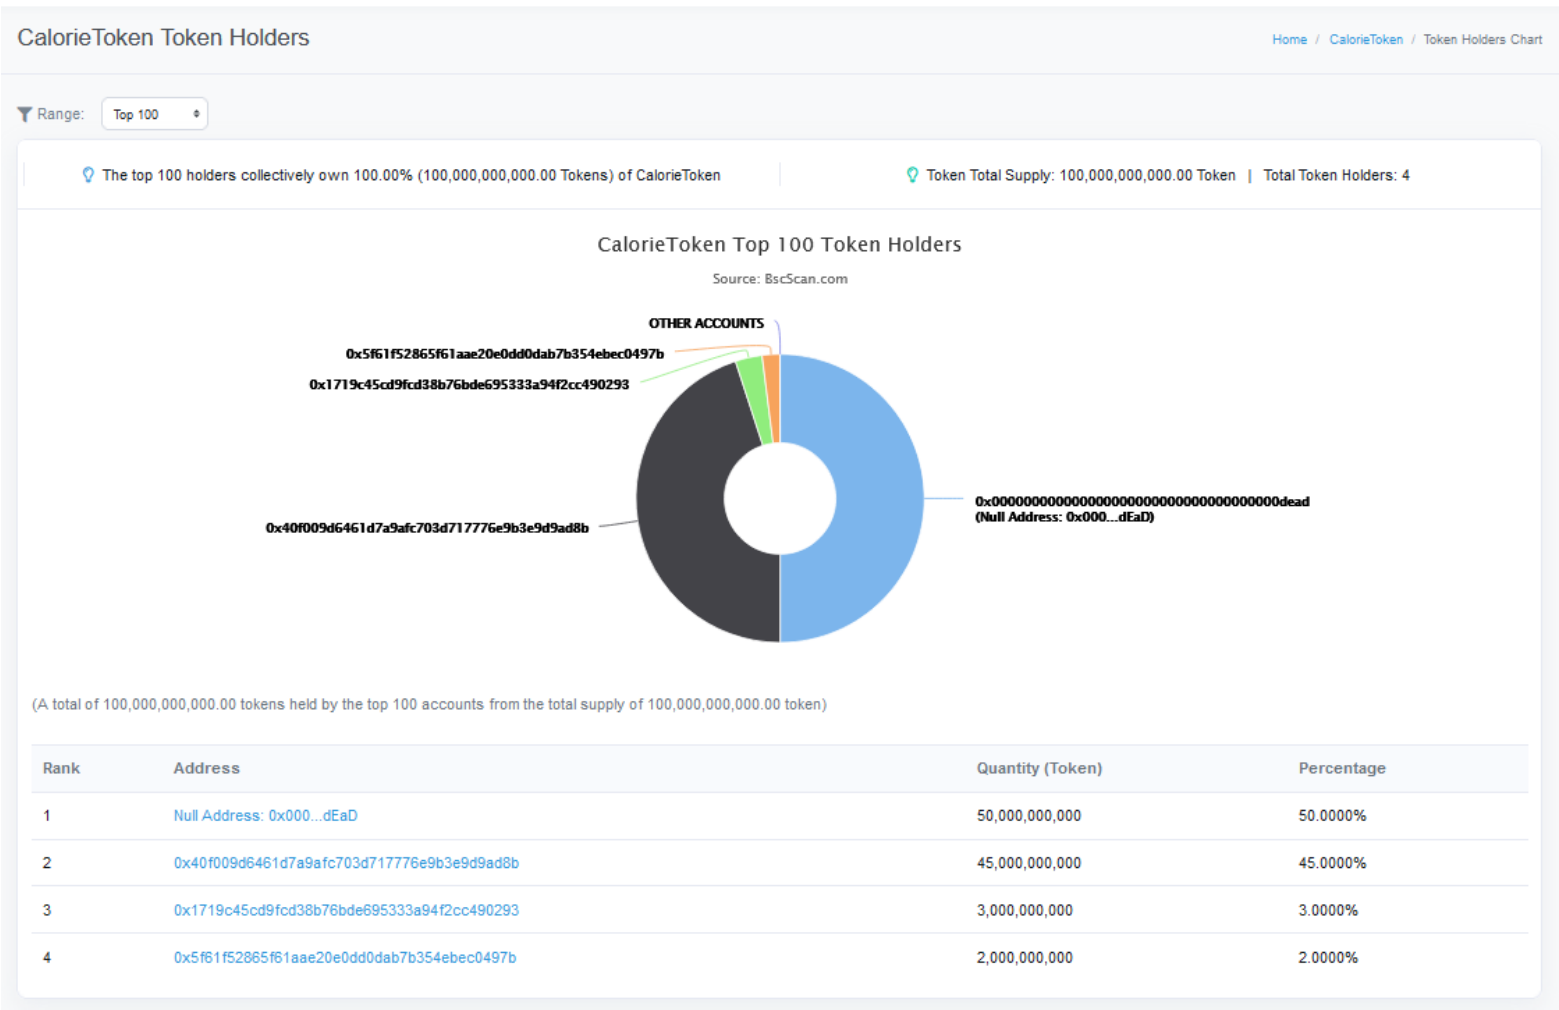 CalorieToken Token Holders
Home / CalorieToken / Token Holders Chart
Range: Top 100
The top 100 holders collectively own 100.00% (100,000,000,000.00 Tokens) of CalorieToken
Token Total Supply: 100,000,000,000.00 Token | Total Token Holders: 4
CalorieToken Top 100 Token Holders
Source: BscScan.com
OTHER ACCOUNTS
0x5f61f52865f61aae20e0dd0dab7b354ebec0497b
0x1719c45cd9fcd38b76bde695333a94f2cc490293
0x000000000000000000000000000000000000dead
(Null Address: 0x000...dEaD)
0x40f009d6461d7a9afc703d717776e9b3e9d9ad8b
(A total of 100,000,000,000.00 tokens held by the top 100 accounts from the total supply of 100,000,000,000.00 token)
Rank Address Quantity (Token) Percentage
1 Null Address: 0x000...dEaD 50,000,000,000 50.0000%
2 0x40f009d6461d7a9afc703d717776e9b3e9d9ad8b 45,000,000,000 45.0000%
3 0x1719c45cd9fcd38b76bde695333a94f2cc490293 3,000,000,000 3.0000%
4 0x5f61f52865f61aae20e0dd0dab7b354ebec0497b 2,000,000,000 2.0000%